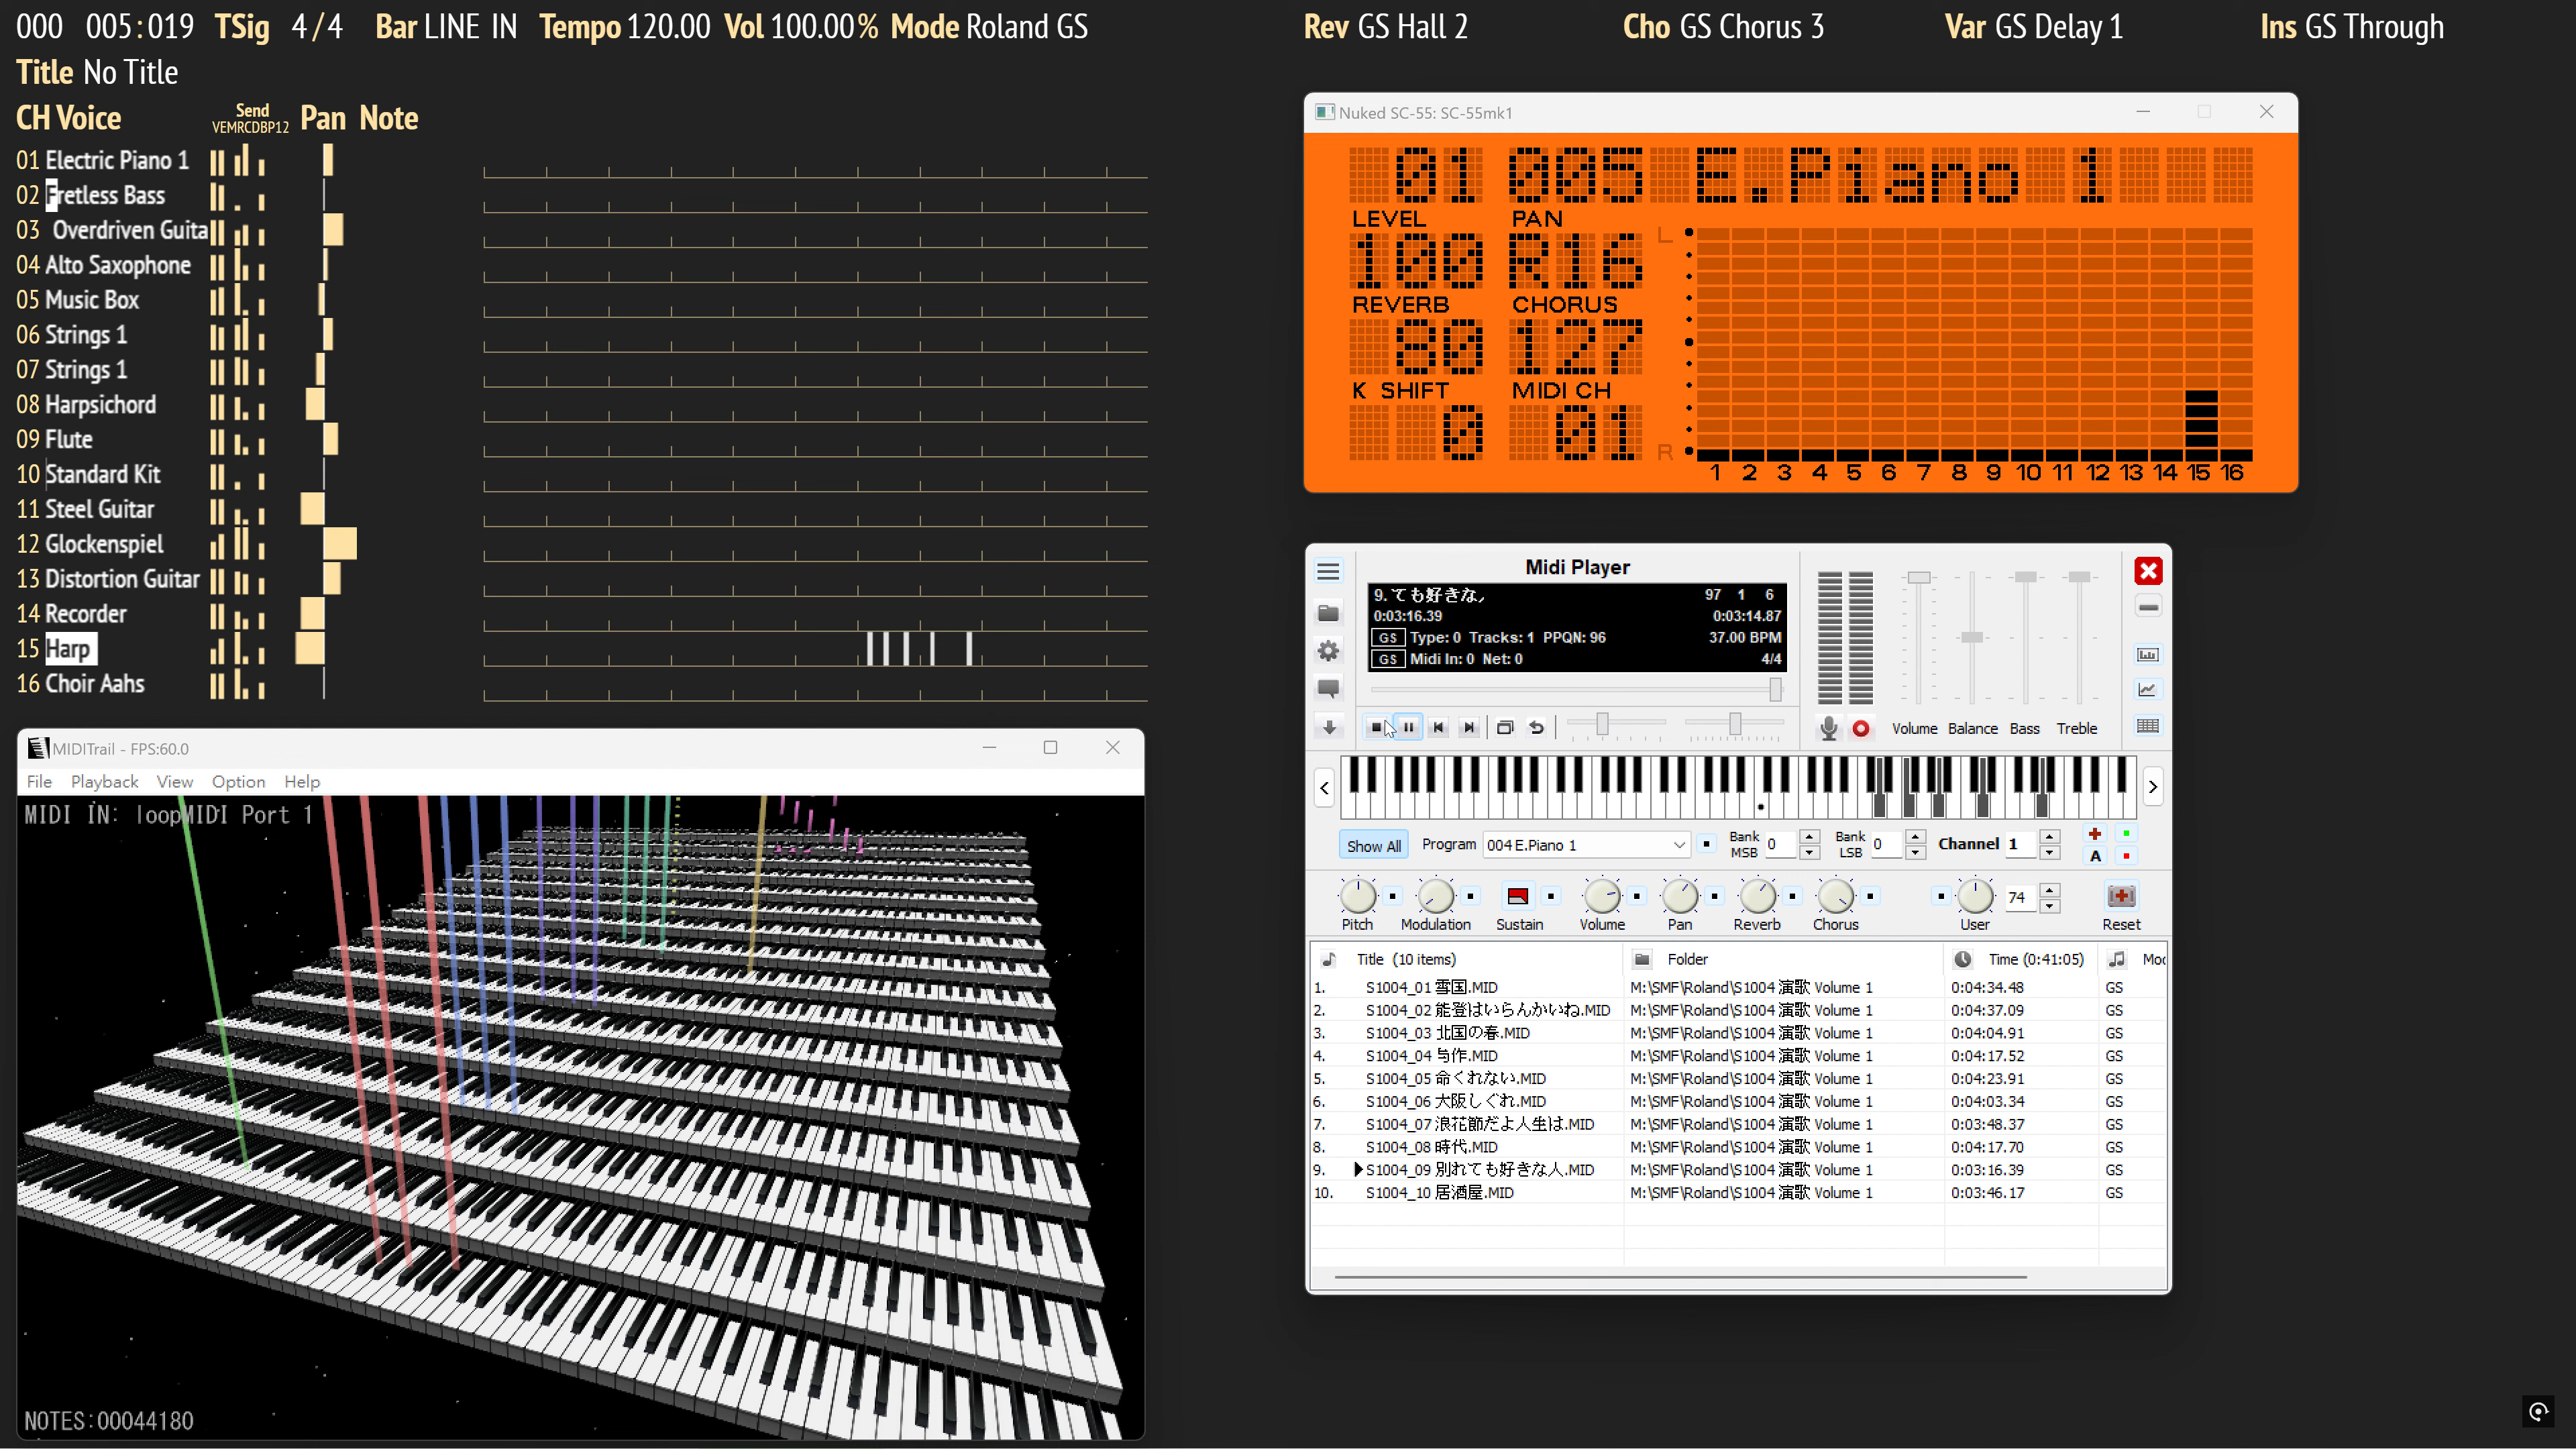 000 005:019 TSig 4/4 Bar LINE IN Tempo 120.00 Vol 100.00% Mode Roland GS
Rev GS Hall 2 Cho GS Chorus 3 Var GS Delay 1 Ins GS Through
Title No Title
CH Voice Send VEMRCDBP12 Pan Note
01 Electric Piano 1
02 Fretless Bass
03 Overdriven Guita
04 Alto Saxophone
05 Music Box
06 Strings 1
07 Strings 1
08 Harpsichord
09 Flute
10 Standard Kit
11 Steel Guitar
12 Glockenspiel
13 Distortion Guitar
14 Recorder
15 Harp
16 Choir Aahs
Nuked SC-55: SC-55mk1
01 005 E.Piano 1
LEVEL PAN
100 R16
L
REVERB CHORUS
80 127
K SHIFT MIDI CH
0 01
R
1 2 3 4 5 6 7 8 9 10 11 12 13 14 15 16
MIDITrail - FPS:60.0
File Playback View Option Help
MIDI IN: loopMIDI Port 1
NOTES:00044180
Midi Player
9. ても好きな 97 1 6
0:03:16.39 0:03:14.87
GS Type: 0 Tracks: 1 PPQN: 96 37.00 BPM
GS Midi In: 0 Net: 0 4/4
Volume Balance Bass Treble
Show All Program 004 E.Piano 1 Bank MSB 0 Bank LSB 0 Channel 1
A
74
Pitch Modulation Sustain Volume Pan Reverb Chorus User Reset
Title (10 items) Folder Time (0:41:05) Moc
1. S1004_01 雪国.MID M:\SMF\Roland\S1004 演歌 Volume 1 0:04:34.48 GS
2. S1004_02 能登はいらんかいね.MID M:\SMF\Roland\S1004 演歌 Volume 1 0:04:37.09 GS
3. S1004_03 北国の春.MID M:\SMF\Roland\S1004 演歌 Volume 1 0:04:04.91 GS
4. S1004_04 与作.MID M:\SMF\Roland\S1004 演歌 Volume 1 0:04:17.52 GS
5. S1004_05 命くれない.MID M:\SMF\Roland\S1004 演歌 Volume 1 0:04:23.91 GS
6. S1004_06 大阪しぐれ.MID M:\SMF\Roland\S1004 演歌 Volume 1 0:04:03.34 GS
7. S1004_07 浪花節だよ人生は.MID M:\SMF\Roland\S1004 演歌 Volume 1 0:03:48.37 GS
8. S1004_08 時代.MID M:\SMF\Roland\S1004 演歌 Volume 1 0:04:17.70 GS
9. S1004_09 別れても好きな人.MID M:\SMF\Roland\S1004 演歌 Volume 1 0:03:16.39 GS
10. S1004_10 居酒屋.MID M:\SMF\Roland\S1004 演歌 Volume 1 0:03:46.17 GS